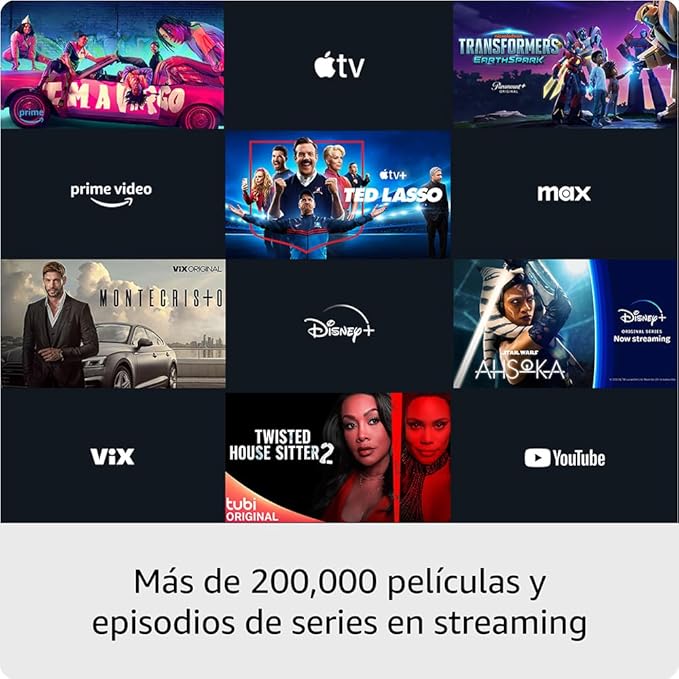 I'M A VIRGO
prime
tv
nickelodeon
TRANSFORMERS
EARTHSPARK
Paramount+
ORIGINAL
prime video
tv+
TED LASSO
max
ViX ORIGINAL
MONTECRISTO
Disney+
STAR WARS
AHSOKA
Disney+
ORIGINAL SERIES
Now streaming
ViX
TWISTED
HOUSE SITTER 2
tubi
ORIGINAL
YouTube
Más de 200,000 películas y
episodios de series en streaming